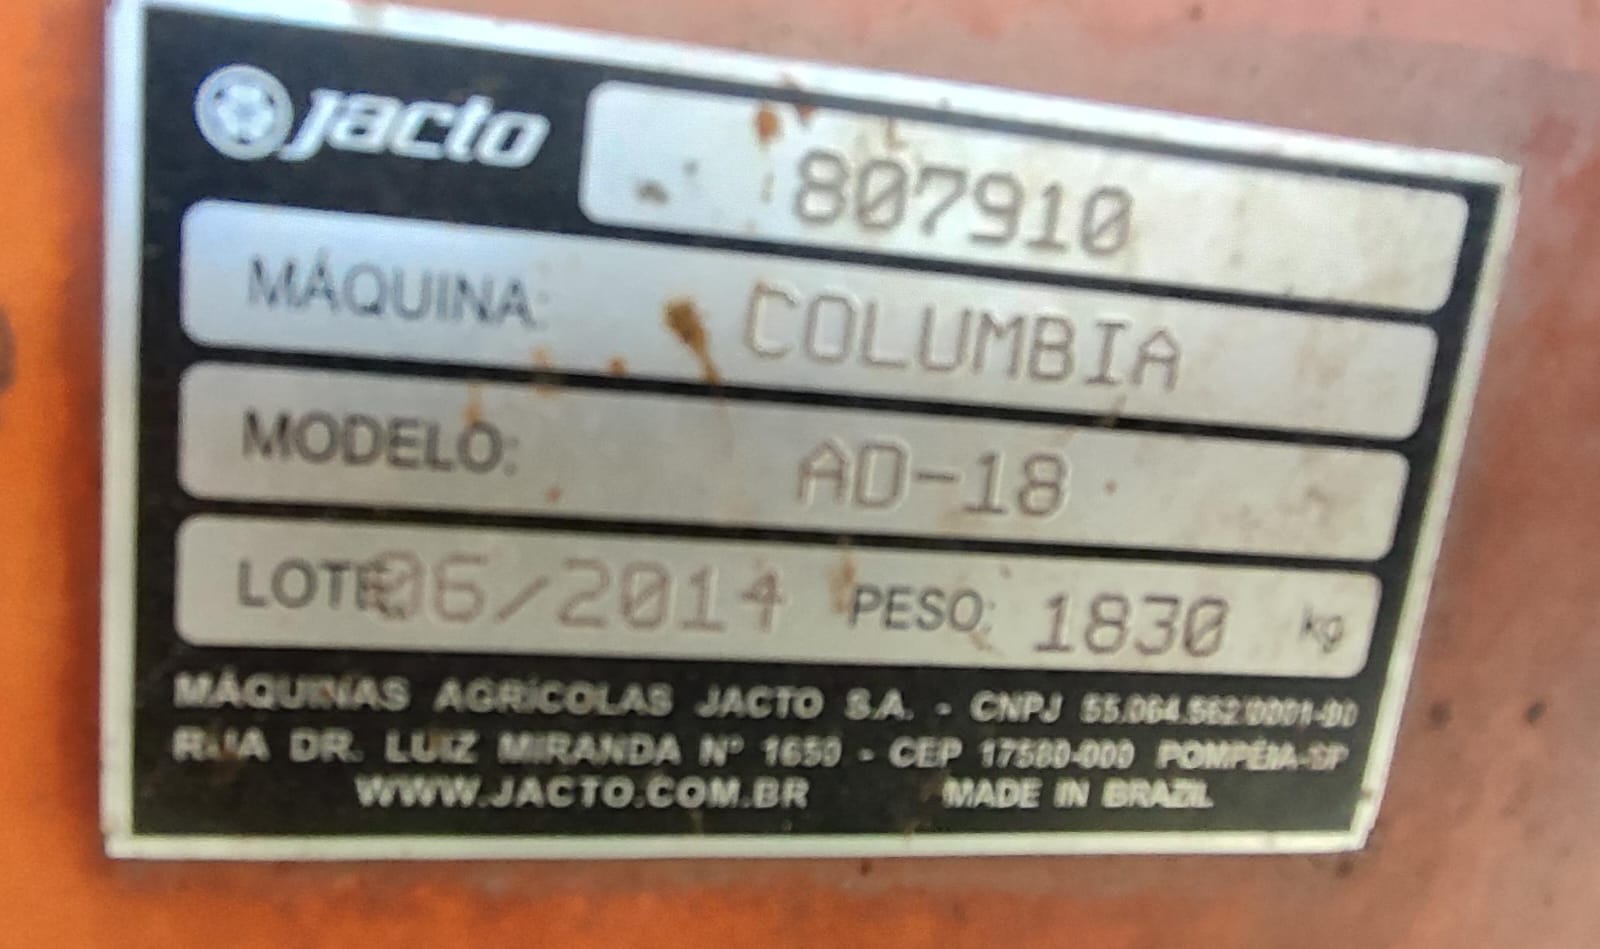 jacto 807910
MÁQUINA: COLUMBIA
MODELO: AD-18
LOTE: 06/2014 PESO: 1830 kg
MÁQUINAS AGRÍCOLAS JACTO S.A. - CNPJ 55.064.562/0001-90
RUA DR. LUIZ MIRANDA Nº 1650 - CEP 17580-000 POMPÉIA-SP
WWW.JACTO.COM.BR MADE IN BRAZIL